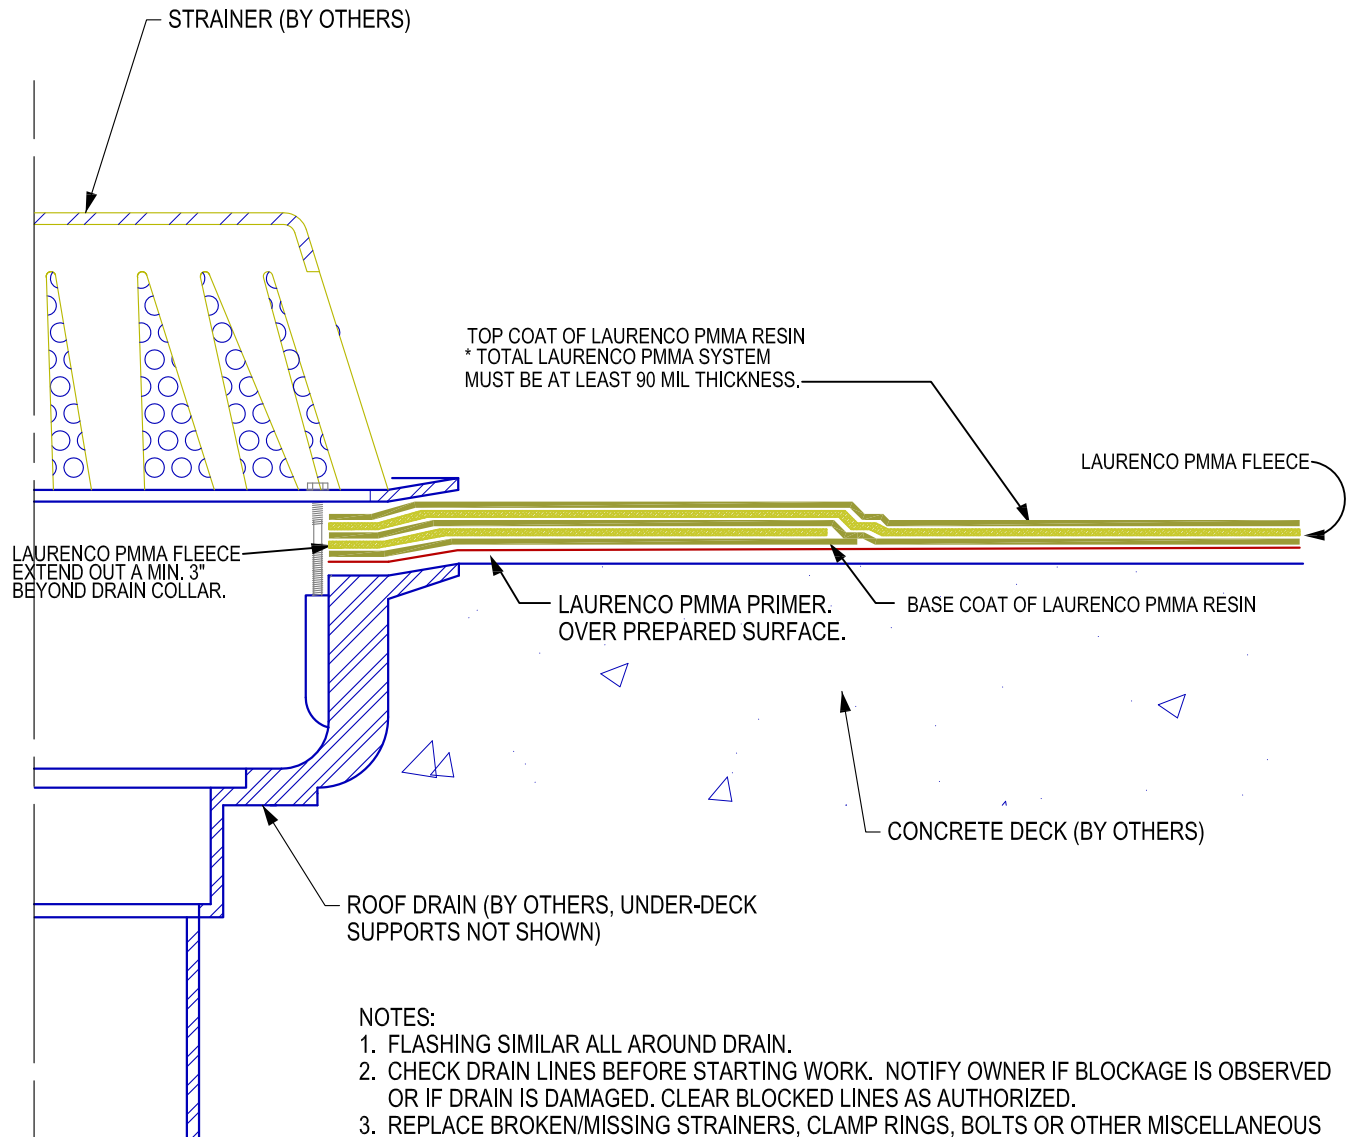 STRAINER (BY OTHERS)
TOP COAT OF LAURENCO PMMA RESIN
* TOTAL LAURENCO PMMA SYSTEM
MUST BE AT LEAST 90 MIL THICKNESS.
LAURENCO PMMA FLEECE
LAURENCO PMMA FLEECE
EXTEND OUT A MIN. 3"
BEYOND DRAIN COLLAR.
LAURENCO PMMA PRIMER.
OVER PREPARED SURFACE.
BASE COAT OF LAURENCO PMMA RESIN
CONCRETE DECK (BY OTHERS)
ROOF DRAIN (BY OTHERS, UNDER-DECK
SUPPORTS NOT SHOWN)
NOTES:
1. FLASHING SIMILAR ALL AROUND DRAIN.
2. CHECK DRAIN LINES BEFORE STARTING WORK. NOTIFY OWNER IF BLOCKAGE IS OBSERVED
OR IF DRAIN IS DAMAGED. CLEAR BLOCKED LINES AS AUTHORIZED.
3. REPLACE BROKEN/MISSING STRAINERS, CLAMP RINGS, BOLTS OR OTHER MISCELLANEOUS